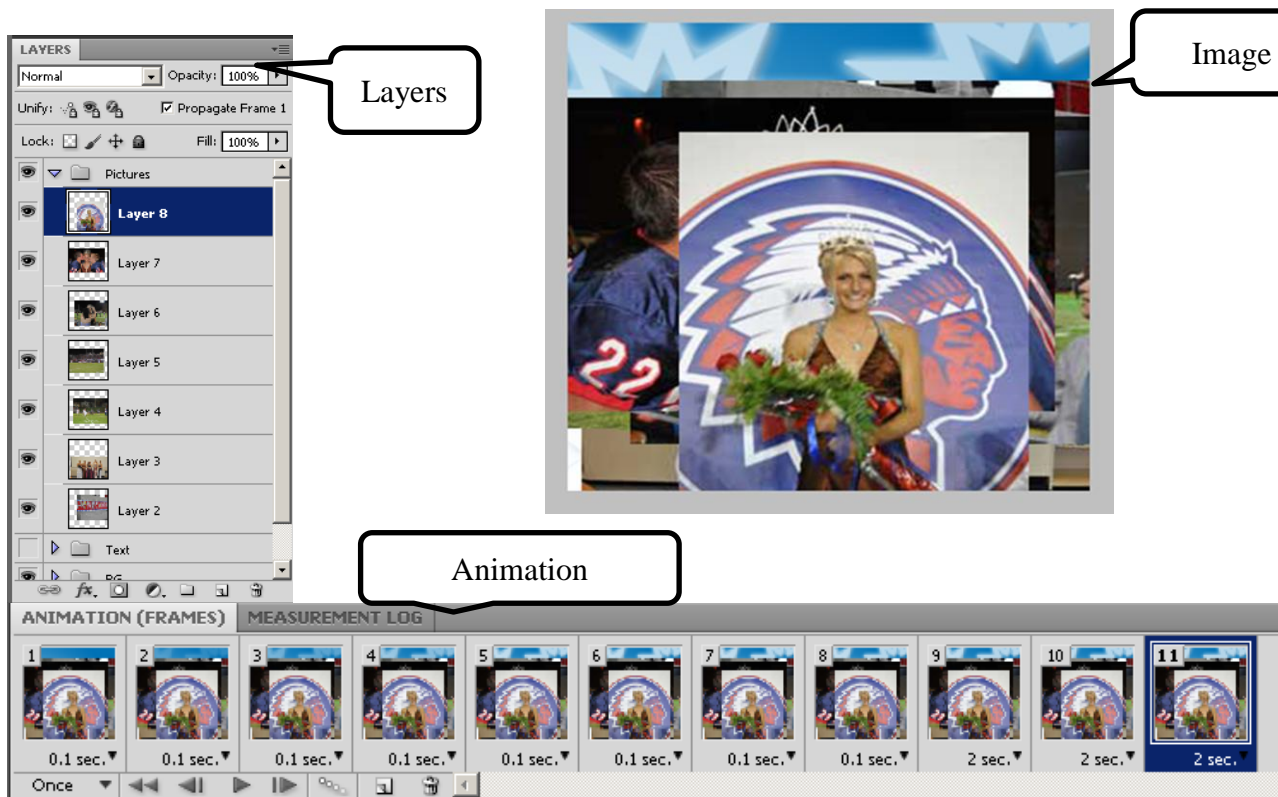 LAYERS
Normal Opacity: 100%
Unify: Propagate Frame 1
Lock: Fill: 100%
Pictures
Layer 8
Layer 7
Layer 6
Layer 5
Layer 4
Layer 3
Layer 2
Text
fx.
Layers
Image
22
Animation
ANIMATION (FRAMES) MEASUREMENT LOG
1 2 3 4 5 6 7 8 9 10 11
0.1 sec. 0.1 sec. 0.1 sec. 0.1 sec. 0.1 sec. 0.1 sec. 0.1 sec. 0.1 sec. 2 sec. 2 sec. 2 sec.
Once